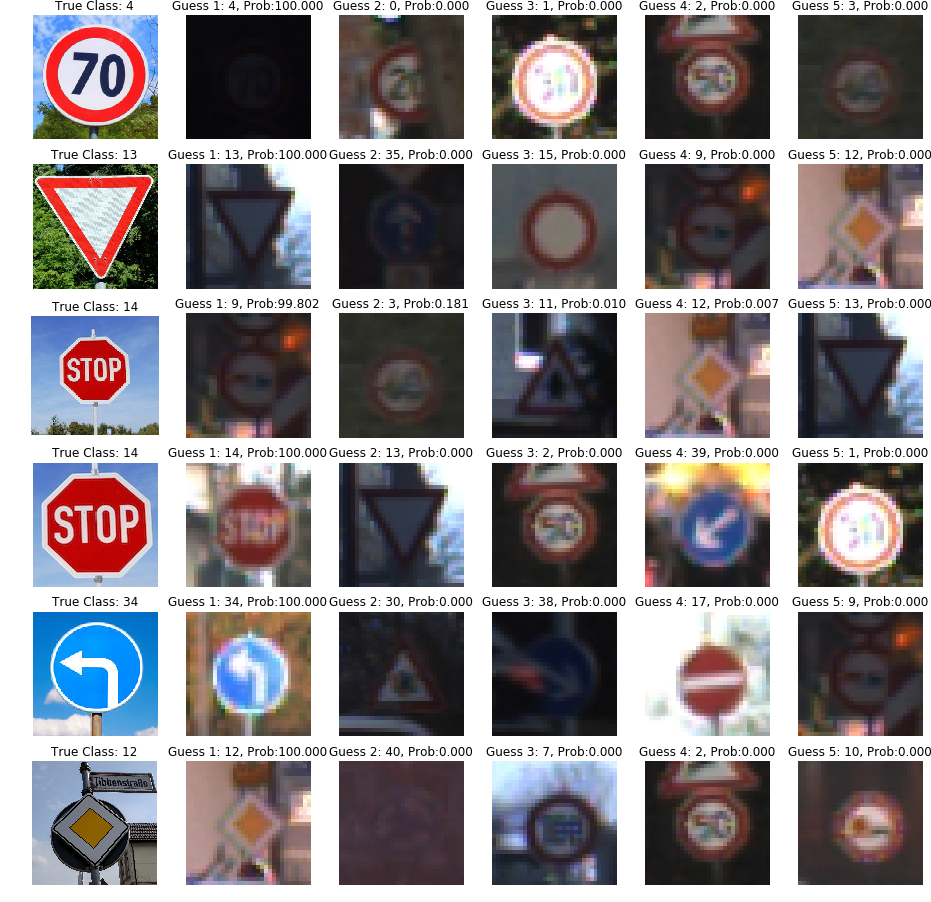 True Class: 4 Guess 1: 4, Prob:100.000 Guess 2: 0, Prob:0.000 Guess 3: 1, Prob:0.000 Guess 4: 2, Prob:0.000 Guess 5: 3, Prob:0.000
70 70
True Class: 13 Guess 1: 13, Prob:100.000 Guess 2: 35, Prob:0.000 Guess 3: 15, Prob:0.000 Guess 4: 9, Prob:0.000 Guess 5: 12, Prob:0.000
True Class: 14 Guess 1: 9, Prob:99.802 Guess 2: 3, Prob:0.181 Guess 3: 11, Prob:0.010 Guess 4: 12, Prob:0.007 Guess 5: 13, Prob:0.000
STOP
True Class: 14 Guess 1: 14, Prob:100.000 Guess 2: 13, Prob:0.000 Guess 3: 2, Prob:0.000 Guess 4: 39, Prob:0.000 Guess 5: 1, Prob:0.000
STOP STOP
True Class: 34 Guess 1: 34, Prob:100.000 Guess 2: 30, Prob:0.000 Guess 3: 38, Prob:0.000 Guess 4: 17, Prob:0.000 Guess 5: 9, Prob:0.000
True Class: 12 Guess 1: 12, Prob:100.000 Guess 2: 40, Prob:0.000 Guess 3: 7, Prob:0.000 Guess 4: 2, Prob:0.000 Guess 5: 10, Prob:0.000
Tibbenstraße